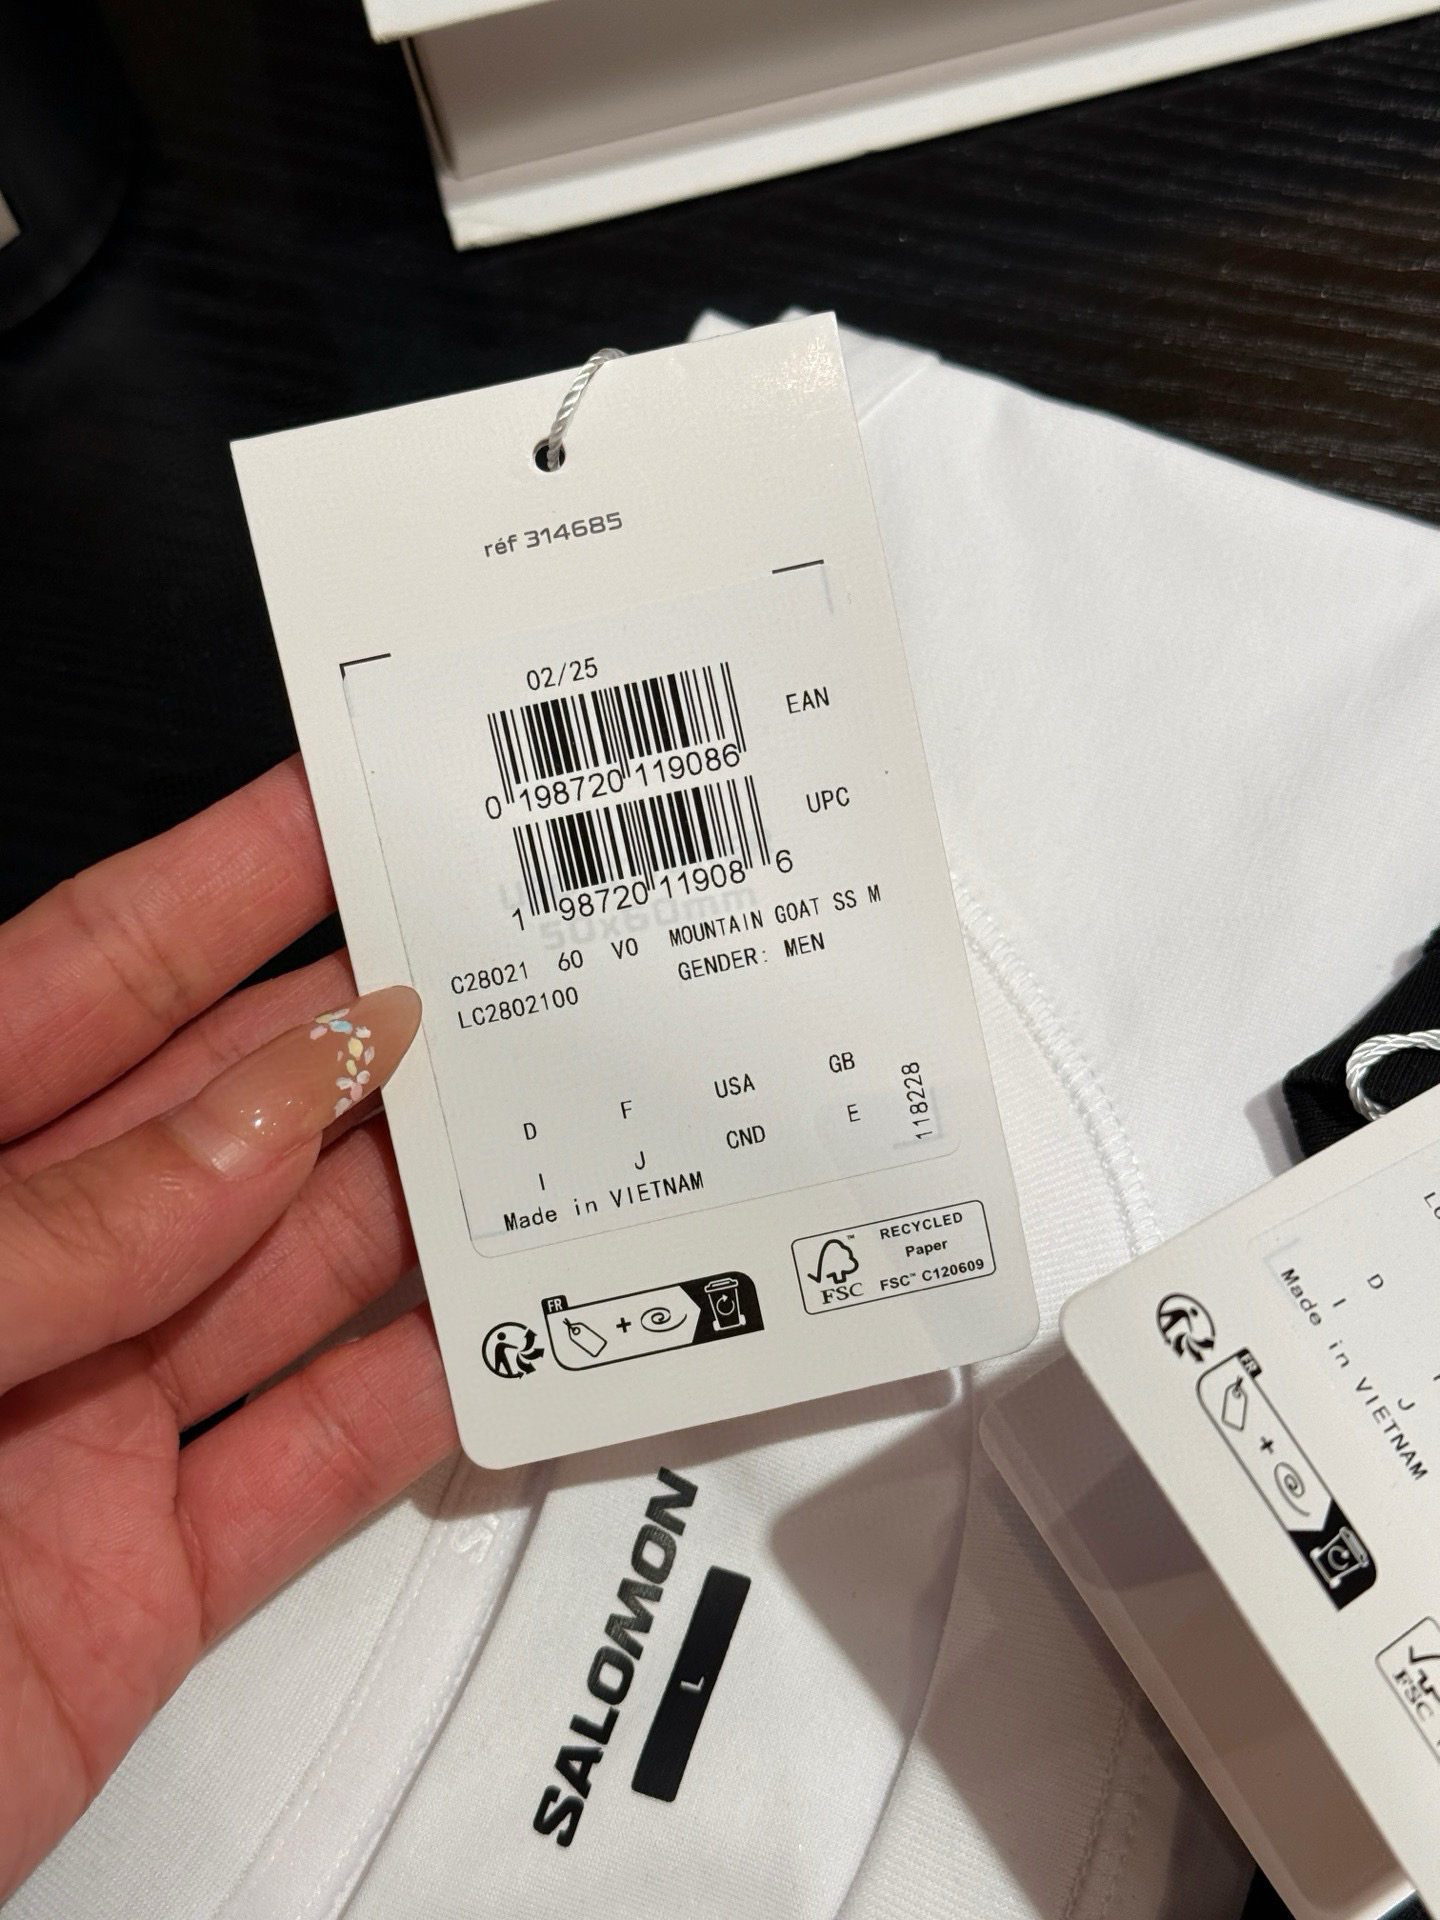 réf 314685
02/25
EAN
0 198720 119086
UPC
1 98720 11908 6
C28021 60 V0 MOUNTAIN GOAT SS M
LC2802100 GENDER: MEN
D F USA GB
I J CND E
118228
Made in VIETNAM
FR
+
FSC™
RECYCLED
Paper
FSC™ C120609
SALOMON
L
D
I
J
Made in VIETNAM
FR
+
FSC